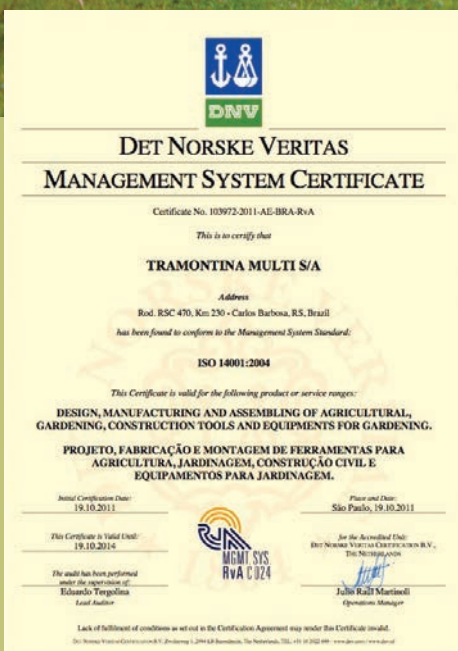 DNV
DET NORSKE VERITAS
MANAGEMENT SYSTEM CERTIFICATE
Certificate No. 103972-2011-AE-BRA-RvA
This is to certify that
TRAMONTINA MULTI S/A
Address
Rod. RSC 470, Km 230 - Carlos Barbosa, RS, Brazil
has been found to conform to the Management System Standard:
ISO 14001:2004
This Certificate is valid for the following product or service ranges:
DESIGN, MANUFACTURING AND ASSEMBLING OF AGRICULTURAL,
GARDENING, CONSTRUCTION TOOLS AND EQUIPMENTS FOR GARDENING.
PROJETO, FABRICAÇÃO E MONTAGEM DE FERRAMENTAS PARA
AGRICULTURA, JARDINAGEM, CONSTRUÇÃO CIVIL E
EQUIPAMENTOS PARA JARDINAGEM.
Initial Certification Date:
19.10.2011
Place and Date:
São Paulo, 19.10.2011
This Certificate is Valid Until:
19.10.2014
for the Accredited Unit:
DET NORSKE VERITAS CERTIFICATION B.V.,
THE NETHERLANDS
MGMT SYS
RvA C 024
The audit has been performed
under the supervision of:
Eduardo Tergolina
Lead Auditor
Operations Manager
Lack of fulfilment of conditions as set out in the Certification Agreement may render this Certificate invalid.